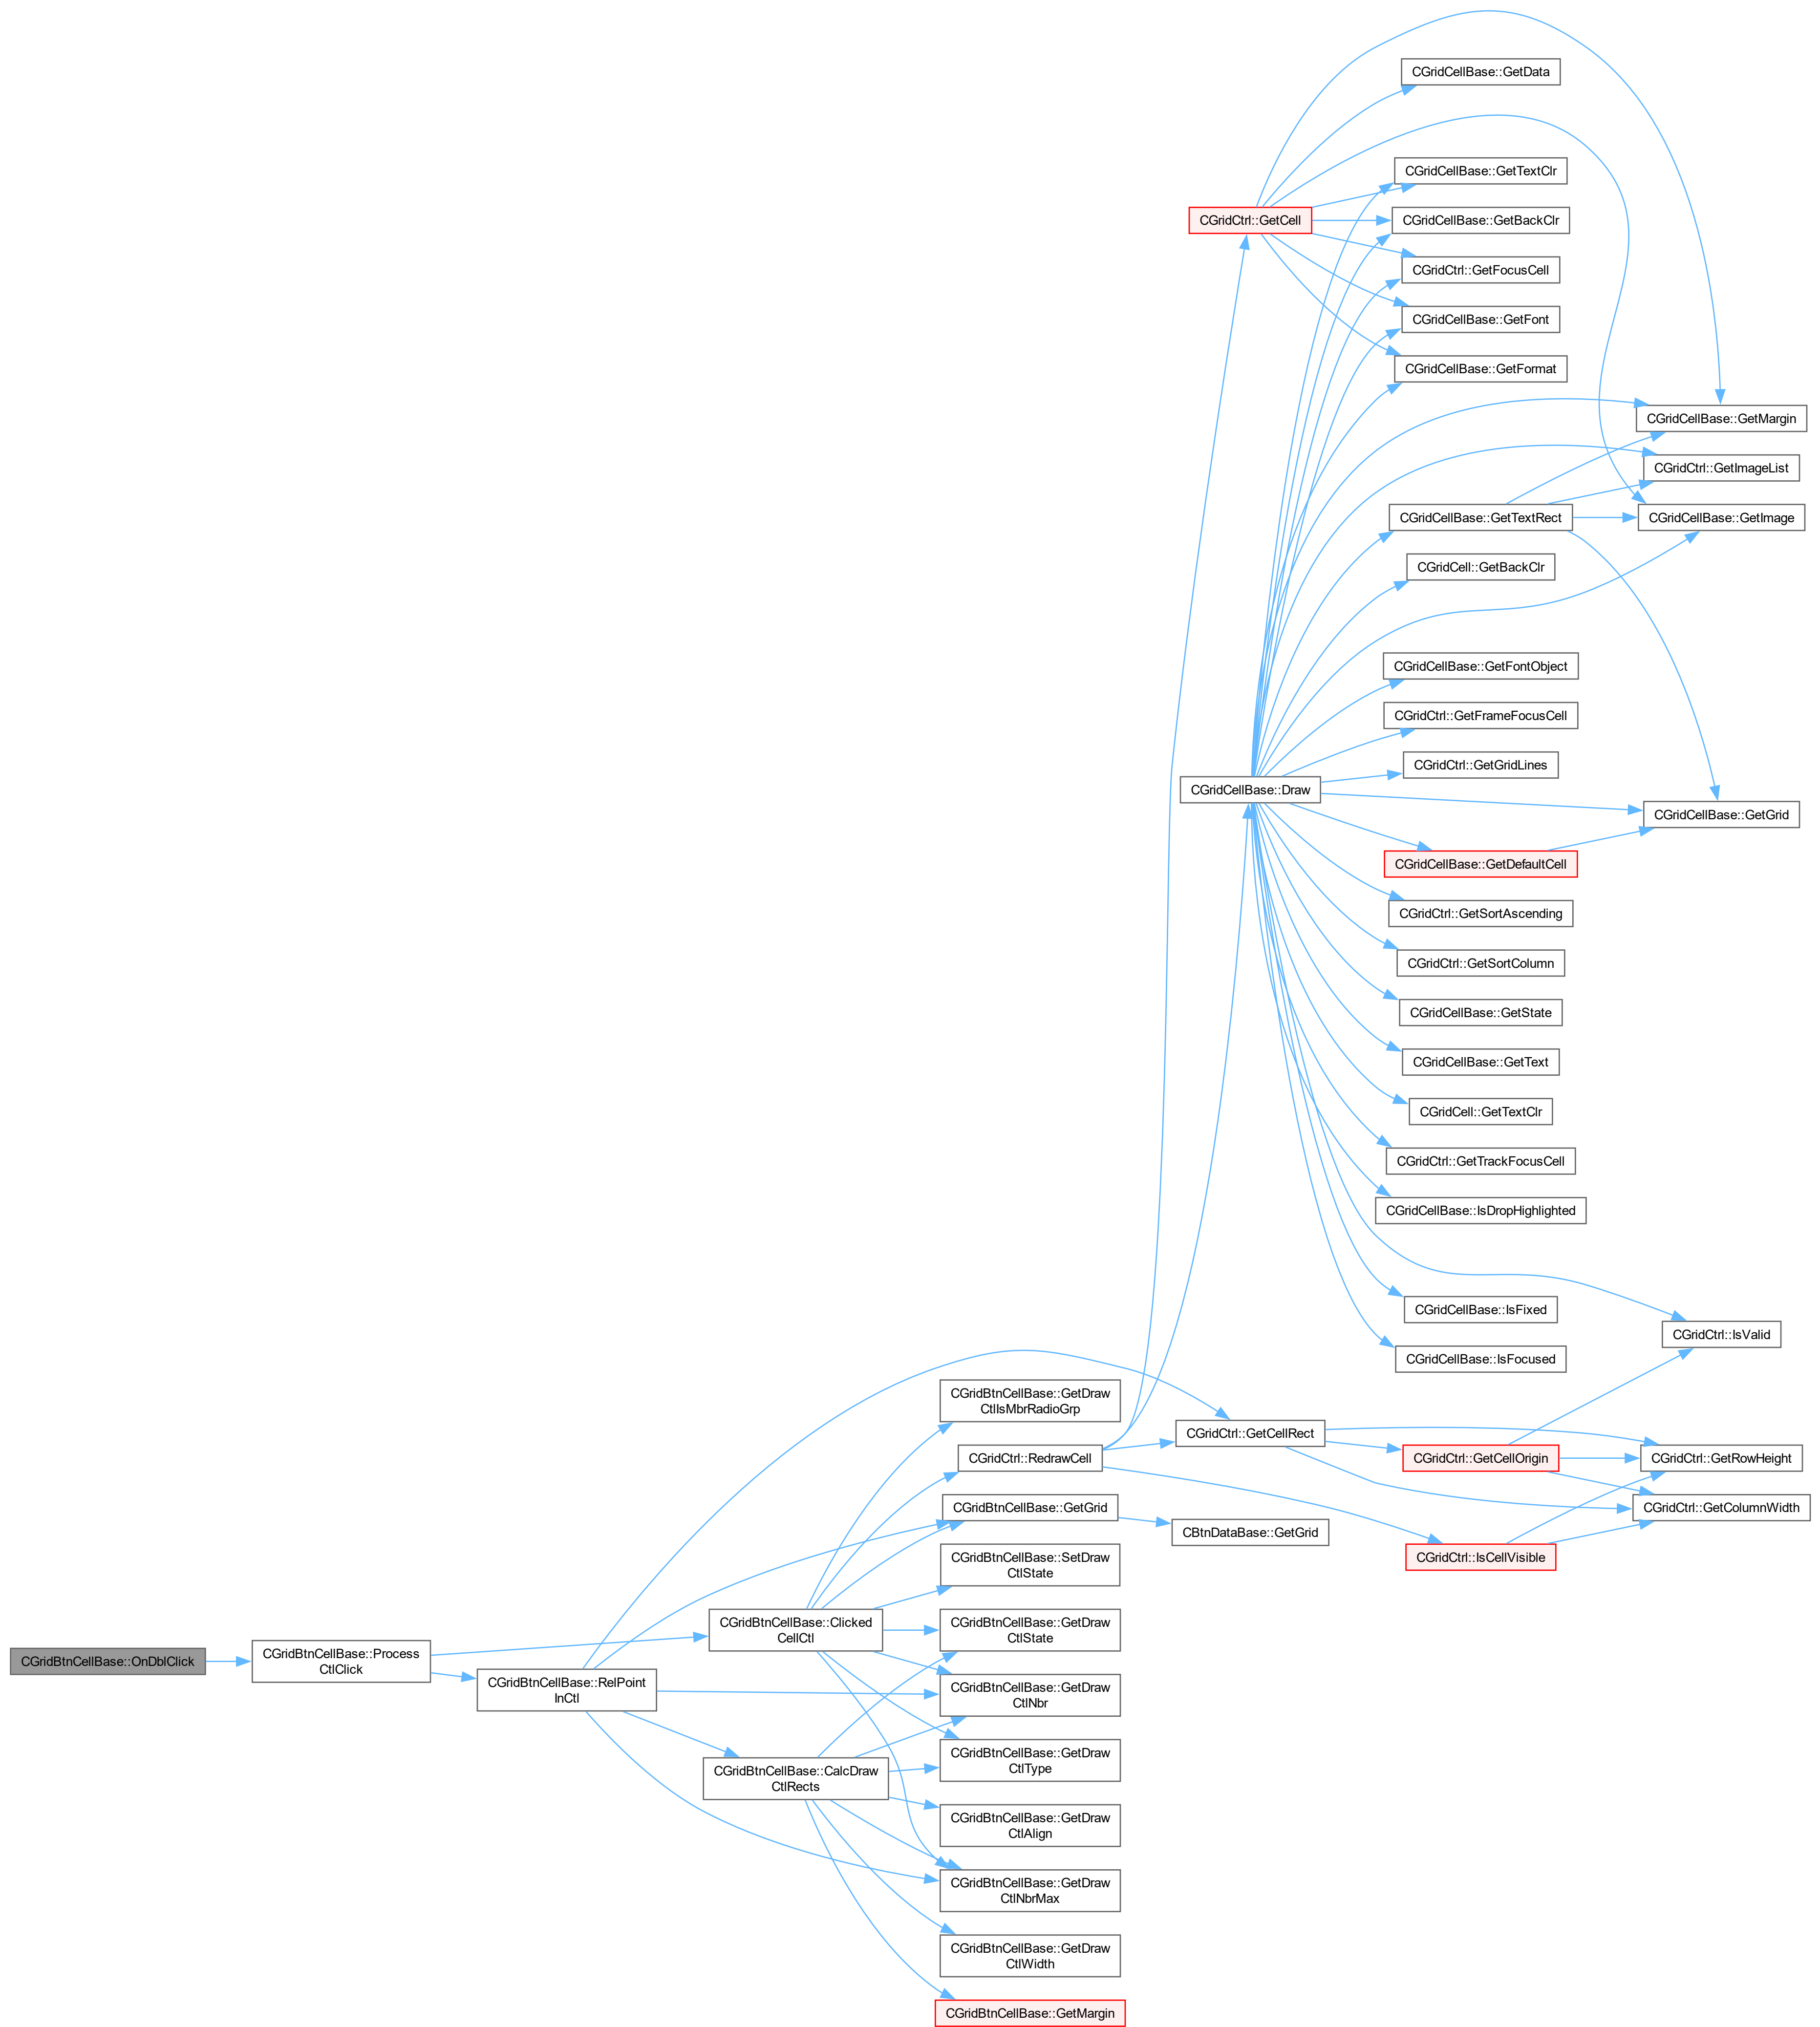 CGridCellBase::GetData
CGridCellBase::GetTextClr
CGridCtrl::GetCell
CGridCellBase::GetBackClr
CGridCtrl::GetFocusCell
CGridCellBase::GetFont
CGridCellBase::GetFormat
CGridCellBase::GetMargin
CGridCtrl::GetImageList
CGridCellBase::GetTextRect
CGridCellBase::GetImage
CGridCell::GetBackClr
CGridCellBase::GetFontObject
CGridCtrl::GetFrameFocusCell
CGridCtrl::GetGridLines
CGridCellBase::Draw
CGridCellBase::GetGrid
CGridCellBase::GetDefaultCell
CGridCtrl::GetSortAscending
CGridCtrl::GetSortColumn
CGridCellBase::GetState
CGridCellBase::GetText
CGridCell::GetTextClr
CGridCtrl::GetTrackFocusCell
CGridCellBase::IsDropHighlighted
CGridCellBase::IsFixed
CGridCtrl::IsValid
CGridCellBase::IsFocused
CGridBtnCellBase::GetDraw
CtlIsMbrRadioGrp
CGridCtrl::GetCellRect
CGridCtrl::RedrawCell
CGridCtrl::GetCellOrigin
CGridCtrl::GetRowHeight
CGridBtnCellBase::GetGrid
CGridCtrl::GetColumnWidth
CBtnDataBase::GetGrid
CGridCtrl::IsCellVisible
CGridBtnCellBase::SetDraw
CtlState
CGridBtnCellBase::Clicked
CellCtl
CGridBtnCellBase::GetDraw
CtlState
CGridBtnCellBase::OnDblClick
CGridBtnCellBase::Process
CtlClick
CGridBtnCellBase::RelPoint
InCtl
CGridBtnCellBase::GetDraw
CtlNbr
CGridBtnCellBase::GetDraw
CtlType
CGridBtnCellBase::CalcDraw
CtlRects
CGridBtnCellBase::GetDraw
CtlAlign
CGridBtnCellBase::GetDraw
CtlNbrMax
CGridBtnCellBase::GetDraw
CtlWidth
CGridBtnCellBase::GetMargin